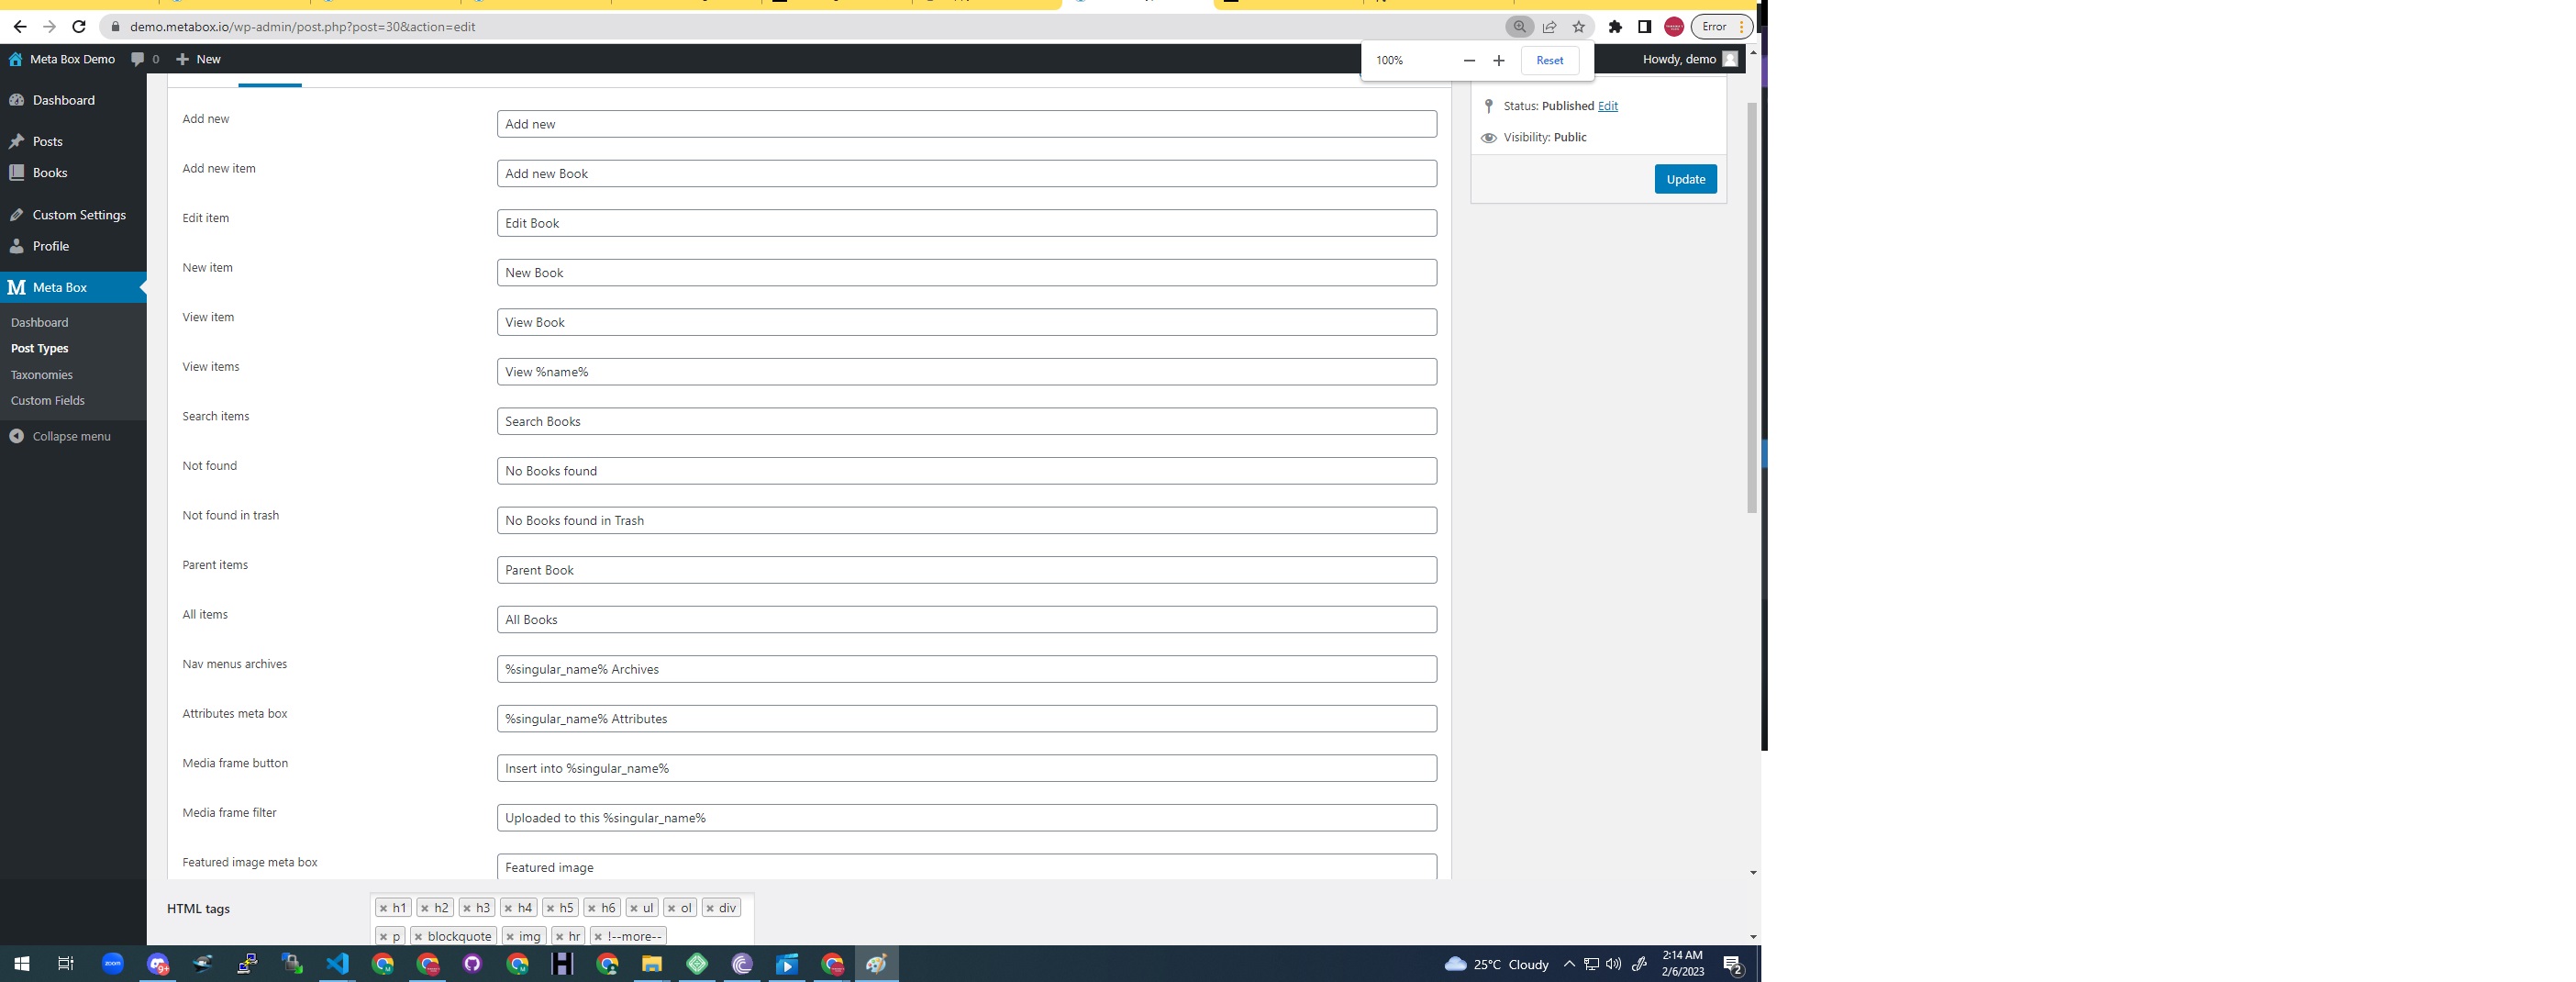 demo.metabox.io/wp-admin/post.php?post=30&action=edit
Error
Meta Box Demo 0 New
100% Reset
Howdy, demo
Dashboard
Posts
Books
Custom Settings
Profile
Meta Box
Dashboard
Post Types
Taxonomies
Custom Fields
Collapse menu
Add new Add new
Add new item Add new Book
Edit item Edit Book
New item New Book
View item View Book
View items View %name%
Search items Search Books
Not found No Books found
Not found in trash No Books found in Trash
Parent items Parent Book
All items All Books
Nav menus archives %singular_name% Archives
Attributes meta box %singular_name% Attributes
Media frame button Insert into %singular_name%
Media frame filter Uploaded to this %singular_name%
Featured image meta box Featured image
Status: Published Edit
Visibility: Public
Update
HTML tags × h1 × h2 × h3 × h4 × h5 × h6 × ul × ol × div
× p × blockquote × img × hr × !--more--
zoom
9+
25°C Cloudy
2:14 AM
2/6/2023
2